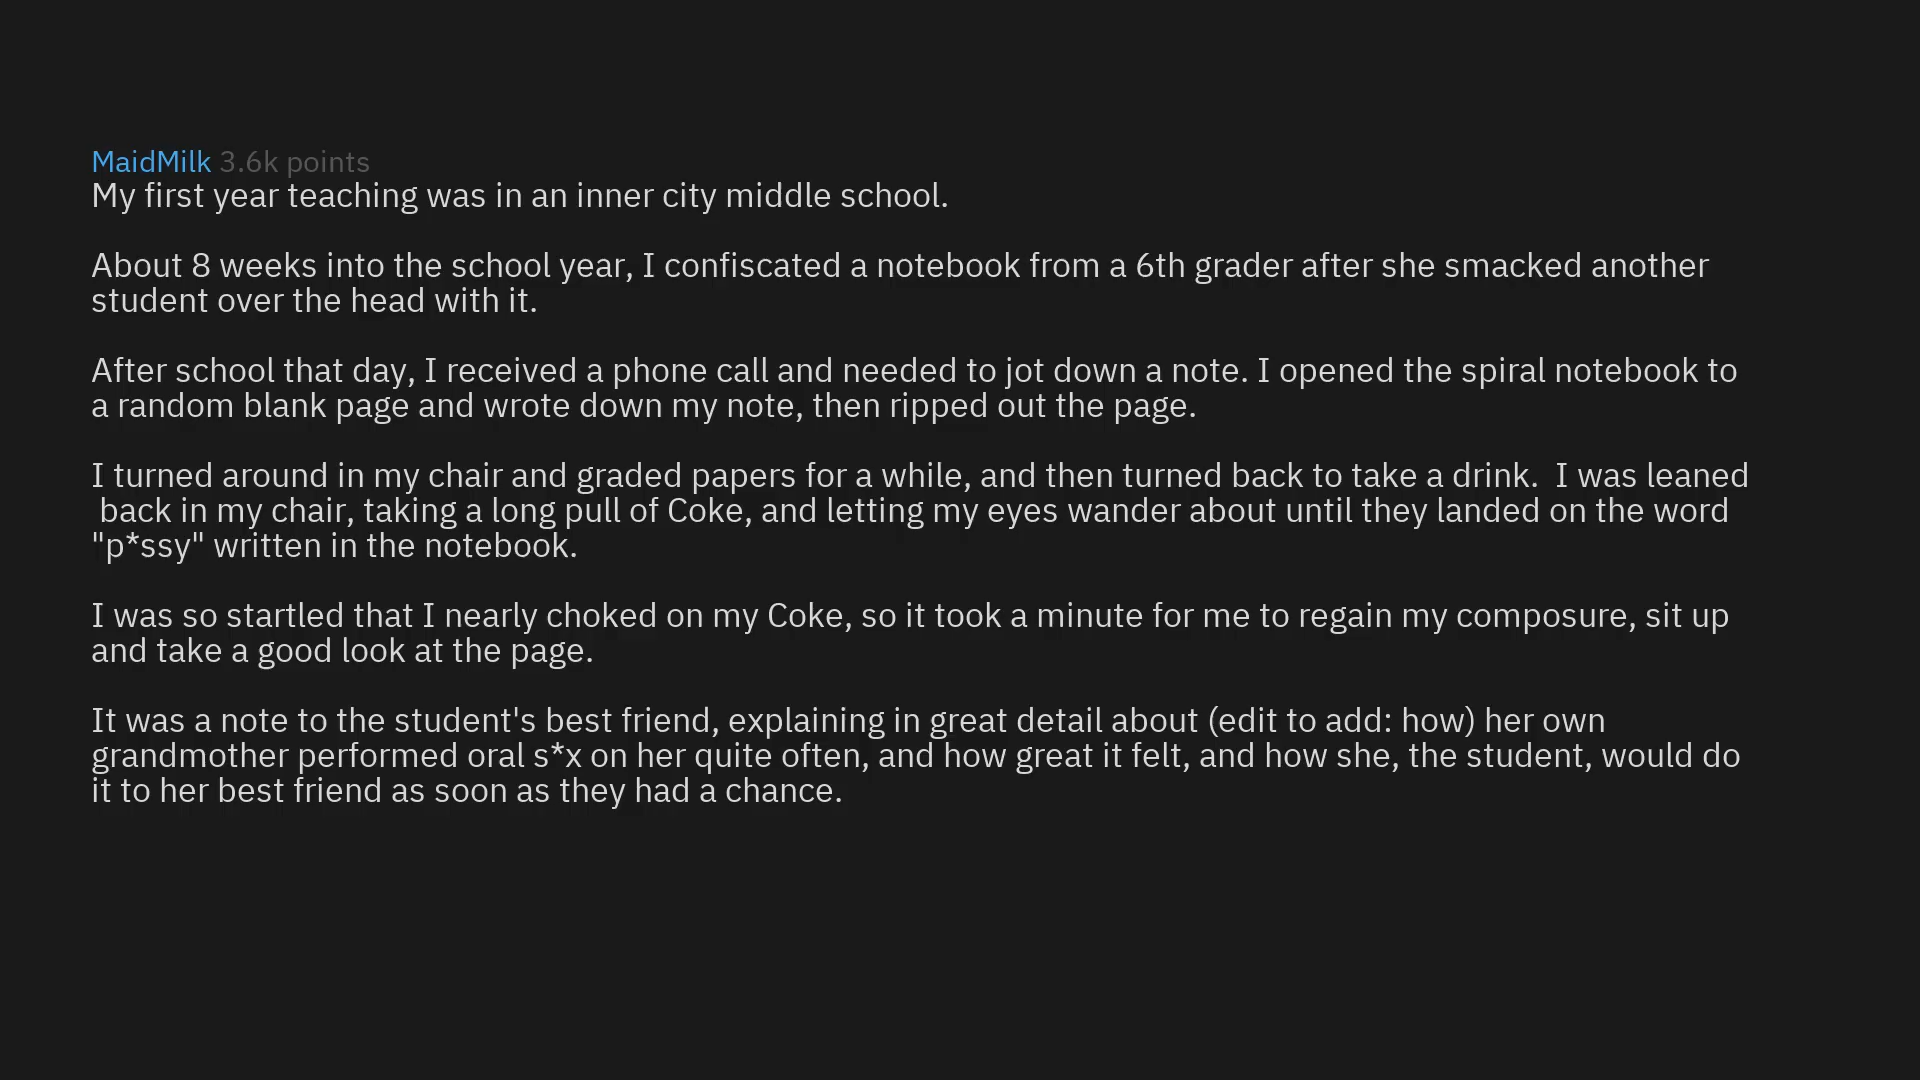 MaidMilk 3.6k points
My first year teaching was in an inner city middle school.
About 8 weeks into the school year, I confiscated a notebook from a 6th grader after she smacked another
student over the head with it.
After school that day, I received a phone call and needed to jot down a note. I opened the spiral notebook to
a random blank page and wrote down my note, then ripped out the page.
I turned around in my chair and graded papers for a while, and then turned back to take a drink.  I was leaned
back in my chair, taking a long pull of Coke, and letting my eyes wander about until they landed on the word
"p*ssy" written in the notebook.
I was so startled that I nearly choked on my Coke, so it took a minute for me to regain my composure, sit up
and take a good look at the page.
It was a note to the student's best friend, explaining in great detail about (edit to add: how) her own
grandmother performed oral s*x on her quite often, and how great it felt, and how she, the student, would do
it to her best friend as soon as they had a chance.